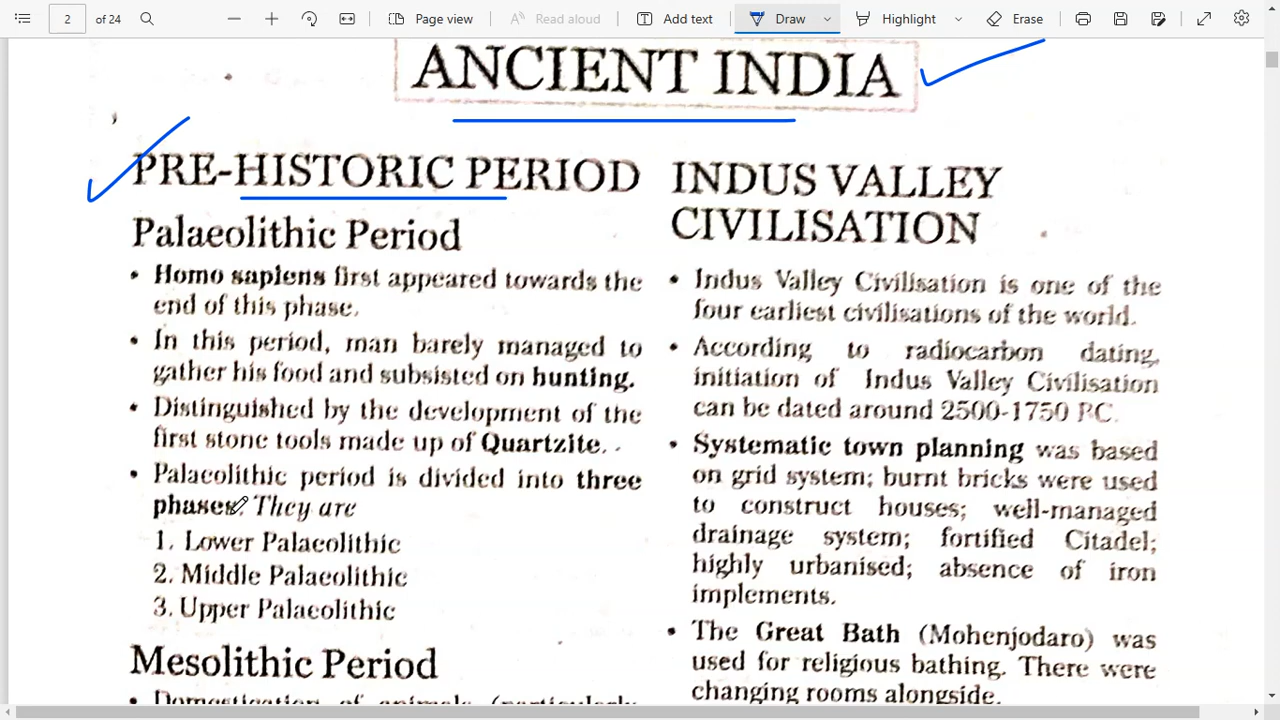 2
of 24
Page view
Read aloud
Add text
Draw
Highlight
Erase
ANCIENT INDIA
PRE-HISTORIC PERIOD
Palaeolithic Period
• Homo sapiens first appeared towards the
end of this phase.
• In this period, man barely managed to
gather his food and subsisted on hunting.
• Distinguished by the development of the
first stone tools made up of Quartzite.
• Palaeolithic period is divided into three
phases. They are
1. Lower Palaeolithic
2. Middle Palaeolithic
3. Upper Palaeolithic
Mesolithic Period
• Domestication of animals (particularly
INDUS VALLEY
CIVILISATION
• Indus Valley Civilisation is one of the
four earliest civilisations of the world.
• According to radiocarbon dating,
initiation of Indus Valley Civilisation
can be dated around 2500-1750 BC.
• Systematic town planning was based
on grid system; burnt bricks were used
to construct houses; well-managed
drainage system; fortified Citadel;
highly urbanised; absence of iron
implements.
• The Great Bath (Mohenjodaro) was
used for religious bathing. There were
changing rooms alongside.